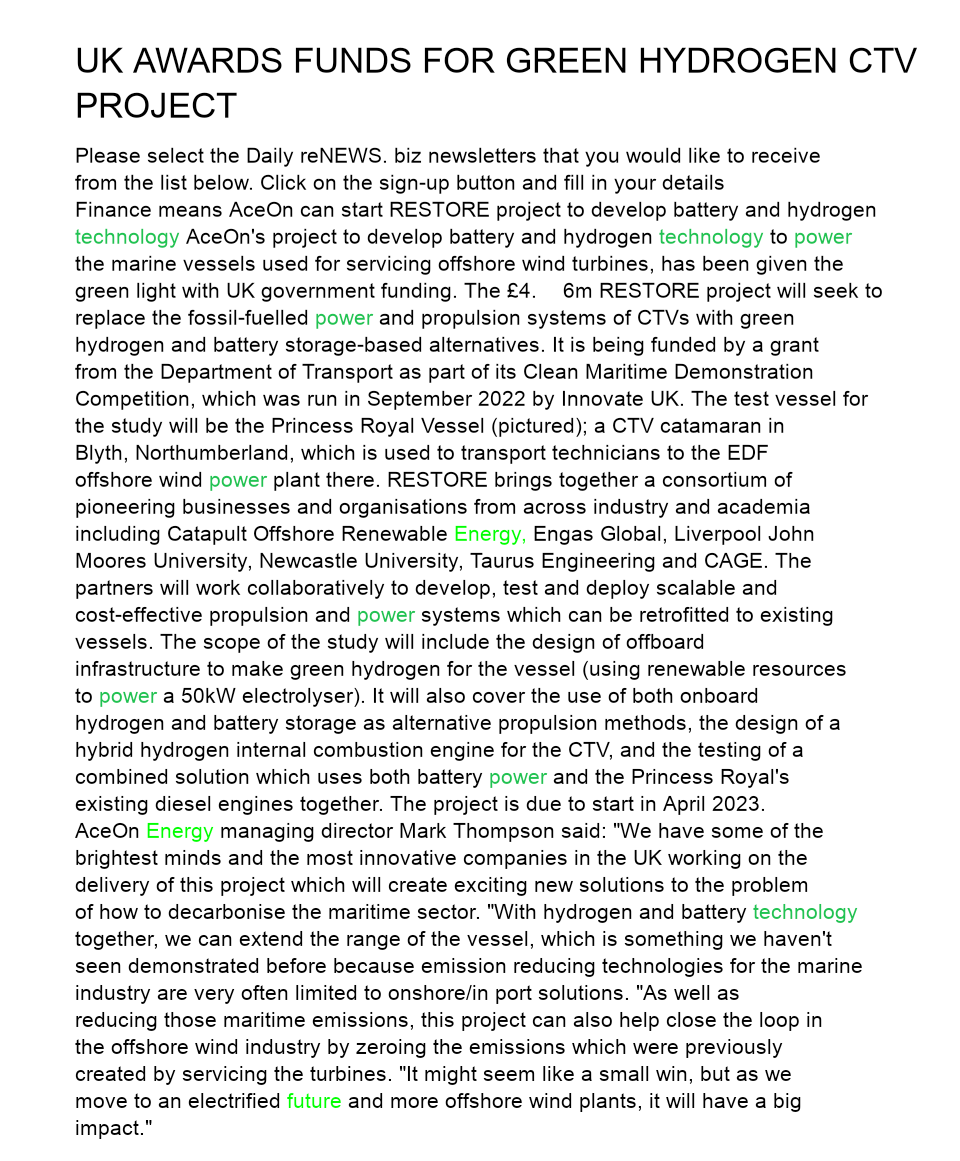 UK AWARDS FUNDS FOR GREEN HYDROGEN CTV
PROJECT
Please select the Daily reNEWS. biz newsletters that you would like to receive
from the list below. Click on the sign-up button and fill in your details
Finance means AceOn can start RESTORE project to develop battery and hydrogen
technology AceOn's project to develop battery and hydrogen technology to power
the marine vessels used for servicing offshore wind turbines, has been given the
green light with UK government funding. The £4. 6m RESTORE project will seek to
replace the fossil-fuelled power and propulsion systems of CTVs with green
hydrogen and battery storage-based alternatives. It is being funded by a grant
from the Department of Transport as part of its Clean Maritime Demonstration
Competition, which was run in September 2022 by Innovate UK. The test vessel for
the study will be the Princess Royal Vessel (pictured); a CTV catamaran in
Blyth, Northumberland, which is used to transport technicians to the EDF
offshore wind power plant there. RESTORE brings together a consortium of
pioneering businesses and organisations from across industry and academia
including Catapult Offshore Renewable Energy, Engas Global, Liverpool John
Moores University, Newcastle University, Taurus Engineering and CAGE. The
partners will work collaboratively to develop, test and deploy scalable and
cost-effective propulsion and power systems which can be retrofitted to existing
vessels. The scope of the study will include the design of offboard
infrastructure to make green hydrogen for the vessel (using renewable resources
to power a 50kW electrolyser). It will also cover the use of both onboard
hydrogen and battery storage as alternative propulsion methods, the design of a
hybrid hydrogen internal combustion engine for the CTV, and the testing of a
combined solution which uses both battery power and the Princess Royal's
existing diesel engines together. The project is due to start in April 2023.
AceOn Energy managing director Mark Thompson said: "We have some of the
brightest minds and the most innovative companies in the UK working on the
delivery of this project which will create exciting new solutions to the problem
of how to decarbonise the maritime sector. "With hydrogen and battery technology
together, we can extend the range of the vessel, which is something we haven't
seen demonstrated before because emission reducing technologies for the marine
industry are very often limited to onshore/in port solutions. "As well as
reducing those maritime emissions, this project can also help close the loop in
the offshore wind industry by zeroing the emissions which were previously
created by servicing the turbines. "It might seem like a small win, but as we
move to an electrified future and more offshore wind plants, it will have a big
impact."